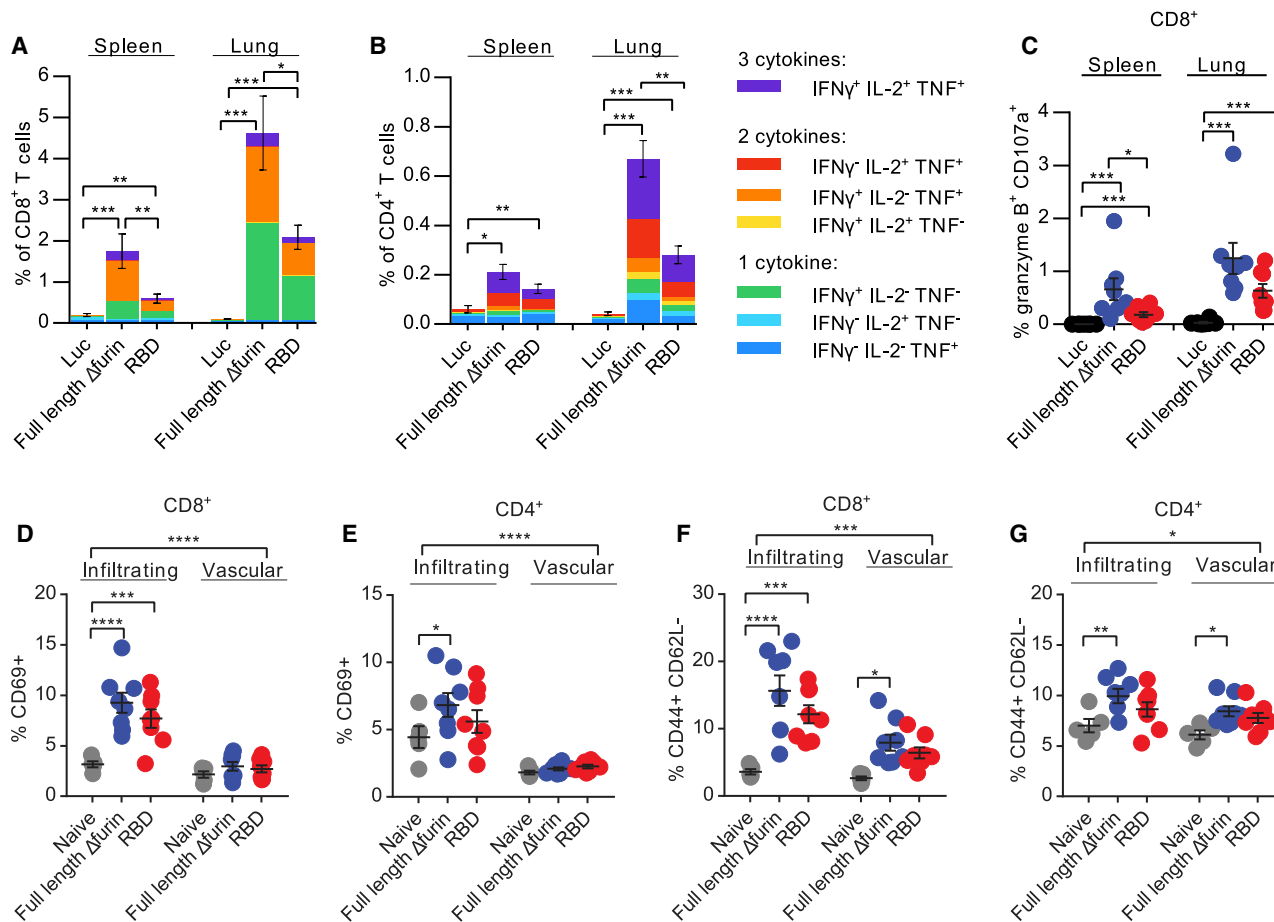 A
Spleen
Lung
% of CD8⁺ T cells
6
5
4
3
2
1
0
***
**
**
***
***
*
Luc
Full length Δfurin
RBD
Luc
Full length Δfurin
RBD
B
Spleen
Lung
% of CD4⁺ T cells
1.0
0.8
0.6
0.4
0.2
0.0
*
**
***
***
**
Luc
Full length Δfurin
RBD
Luc
Full length Δfurin
RBD
3 cytokines:
IFNγ⁺ IL-2⁺ TNF⁺
2 cytokines:
IFNγ⁻ IL-2⁺ TNF⁺
IFNγ⁺ IL-2⁻ TNF⁺
IFNγ⁺ IL-2⁺ TNF⁻
1 cytokine:
IFNγ⁺ IL-2⁻ TNF⁻
IFNγ⁻ IL-2⁺ TNF⁻
IFNγ⁻ IL-2⁻ TNF⁺
C
CD8⁺
Spleen
Lung
% granzyme B⁺ CD107a⁺
4
3
2
1
0
***
*
***
***
***
Luc
Full length Δfurin
RBD
Luc
Full length Δfurin
RBD
D
CD8⁺
****
Infiltrating
Vascular
% CD69+
20
15
10
5
0
***
****
Naive
Full length Δfurin
RBD
Naive
Full length Δfurin
RBD
E
CD4⁺
****
Infiltrating
Vascular
% CD69+
15
10
5
0
*
Naive
Full length Δfurin
RBD
Naive
Full length Δfurin
RBD
F
CD8⁺
***
Infiltrating
Vascular
% CD44+ CD62L-
30
20
10
0
***
****
*
Naive
Full length Δfurin
RBD
Naive
Full length Δfurin
RBD
G
CD4⁺
*
Infiltrating
Vascular
% CD44+ CD62L-
20
15
10
5
0
**
*
Naive
Full length Δfurin
RBD
Naive
Full length Δfurin
RBD